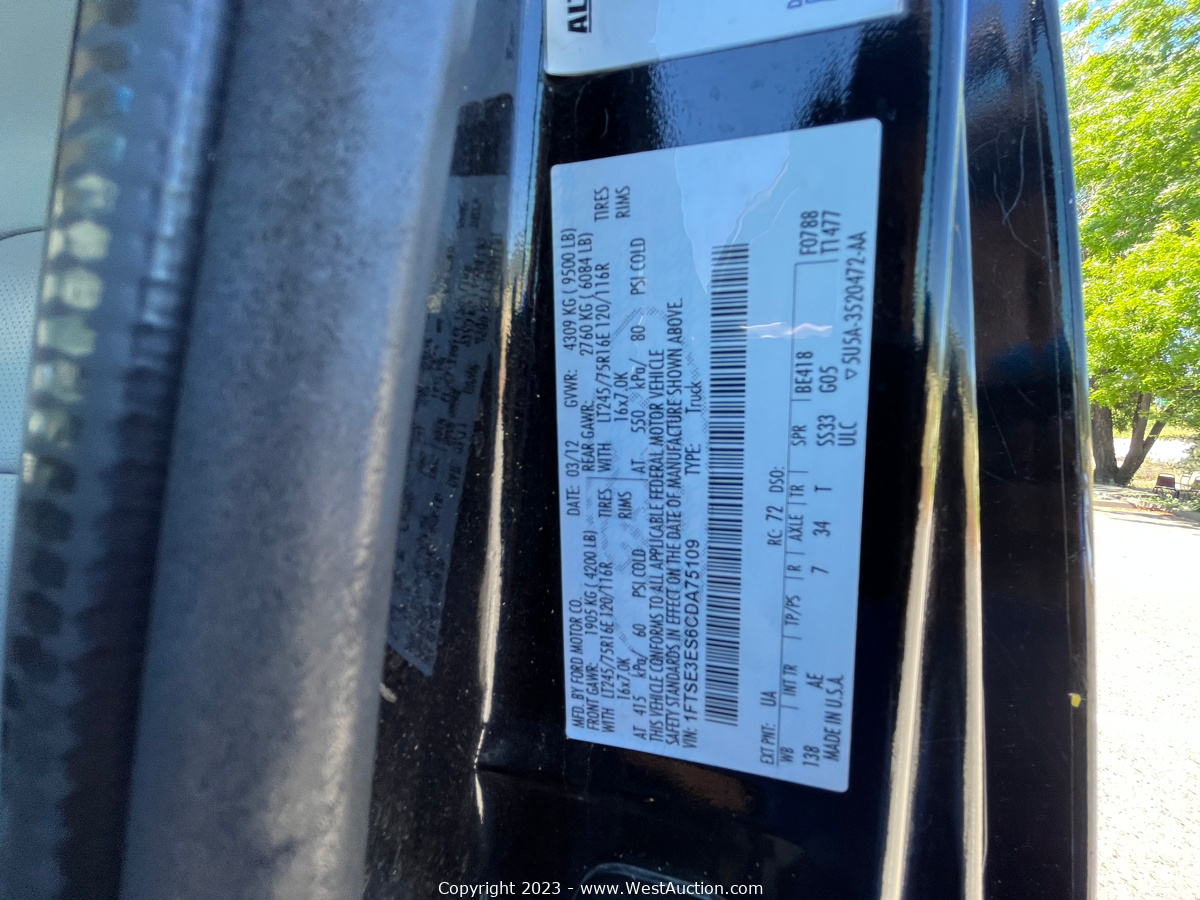 ALT
MFD. BY FORD MOTOR CO. DATE: 03/12 GVWR: 4309 KG ( 9500 LB)
FRONT GAWR: 1905 KG ( 4200 LB) REAR GAWR: 2760 KG ( 6084 LB)
WITH LT245/75R16E 120/116R TIRES WITH LT245/75R16E 120/116R TIRES
16x7.0K RIMS 16x7.0K RIMS
AT 415 kPa/ 60 PSI COLD AT 550 kPa/ 80 PSI COLD
THIS VEHICLE CONFORMS TO ALL APPLICABLE FEDERAL MOTOR VEHICLE
SAFETY STANDARDS IN EFFECT ON THE DATE OF MANUFACTURE SHOWN ABOVE.
VIN: 1FTSE3ES6CDA75109 TYPE: Truck
EXT PNT: UA RC: 72 DSO:
WB INT TR TP/PS R AXLE TR SPR BE418 F0788
138 AE 7 34 T SS33 G05 T1477
MADE IN U.S.A. ULC ▽5U5A-3S20472-AA
Copyright 2023 - www.WestAuction.com